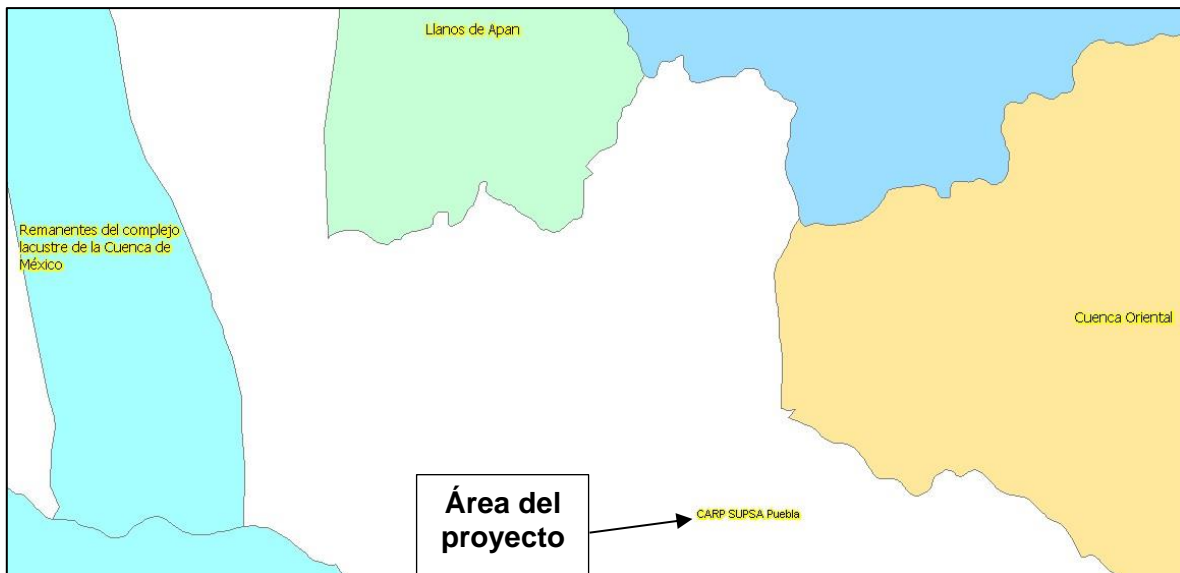 Llanos de Apan
Remanentes del complejo
lacustre de la Cuenca de
México
Cuenca Oriental
Área del
proyecto
CARP SUPSA Puebla